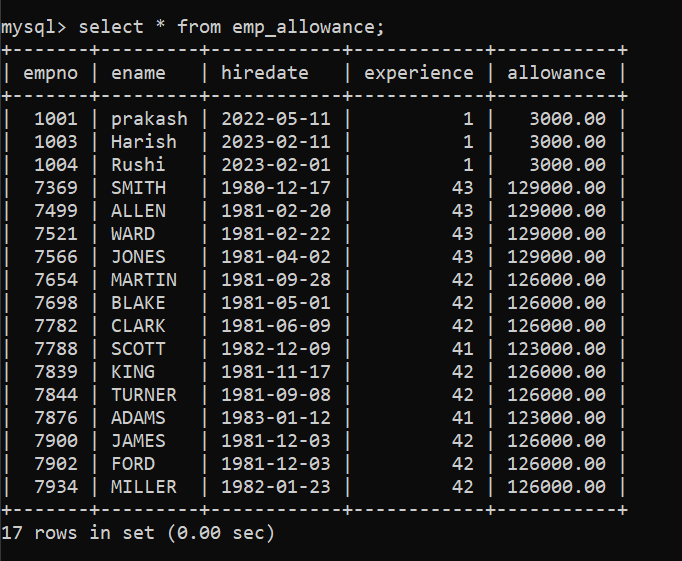 mysql> select * from emp_allowance;
+-------+---------+------------+------------+-----------+
| empno | ename   | hiredate   | experience | allowance |
+-------+---------+------------+------------+-----------+
|  1001 | prakash | 2022-05-11 |          1 |   3000.00 |
|  1003 | Harish  | 2023-02-11 |          1 |   3000.00 |
|  1004 | Rushi   | 2023-02-01 |          1 |   3000.00 |
|  7369 | SMITH   | 1980-12-17 |         43 | 129000.00 |
|  7499 | ALLEN   | 1981-02-20 |         43 | 129000.00 |
|  7521 | WARD    | 1981-02-22 |         43 | 129000.00 |
|  7566 | JONES   | 1981-04-02 |         43 | 129000.00 |
|  7654 | MARTIN  | 1981-09-28 |         42 | 126000.00 |
|  7698 | BLAKE   | 1981-05-01 |         42 | 126000.00 |
|  7782 | CLARK   | 1981-06-09 |         42 | 126000.00 |
|  7788 | SCOTT   | 1982-12-09 |         41 | 123000.00 |
|  7839 | KING    | 1981-11-17 |         42 | 126000.00 |
|  7844 | TURNER  | 1981-09-08 |         42 | 126000.00 |
|  7876 | ADAMS   | 1983-01-12 |         41 | 123000.00 |
|  7900 | JAMES   | 1981-12-03 |         42 | 126000.00 |
|  7902 | FORD    | 1981-12-03 |         42 | 126000.00 |
|  7934 | MILLER  | 1982-01-23 |         42 | 126000.00 |
+-------+---------+------------+------------+-----------+
17 rows in set (0.00 sec)